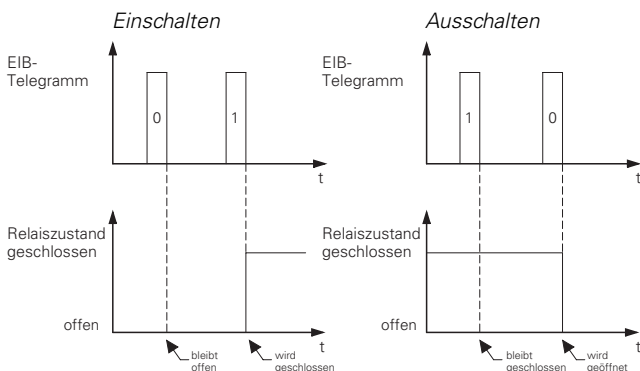 Einschalten
EIB-
Telegramm
0
1
t
Relaiszustand
geschlossen
offen
t
bleibt
offen
wird
geschlossen
Ausschalten
EIB-
Telegramm
1
0
t
Relaiszustand
geschlossen
offen
t
bleibt
geschlossen
wird
geöffnet